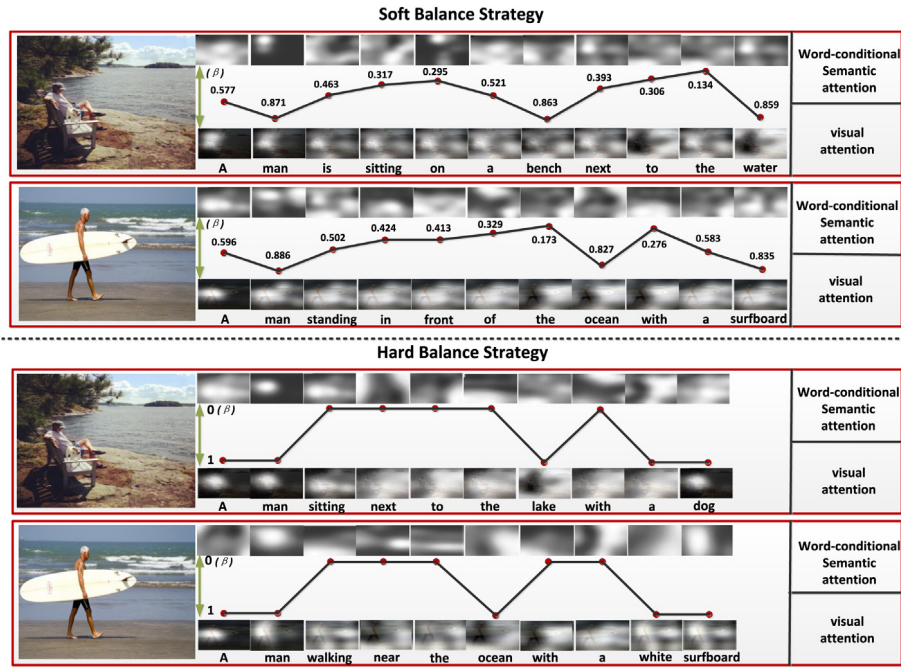 Soft Balance Strategy
(β)
0.577
0.871
0.463
0.317
0.295
0.521
0.863
0.393
0.306
0.134
0.859
A man is sitting on a bench next to the water
Word-conditional
Semantic
attention
visual
attention
(β)
0.596
0.886
0.502
0.424
0.413
0.329
0.173
0.827
0.276
0.583
0.835
A man standing in front of the ocean with a surfboard
Word-conditional
Semantic
attention
visual
attention
Hard Balance Strategy
0 (β)
1
A man sitting next to the lake with a dog
Word-conditional
Semantic
attention
visual
attention
0 (β)
1
A man walking near the ocean with a white surfboard
Word-conditional
Semantic
attention
visual
attention